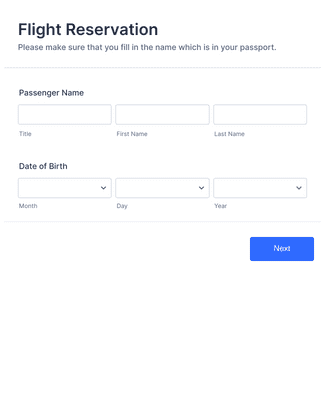 Flight Reservation
Please make sure that you fill in the name which is in your passport.
Passenger Name
Title First Name Last Name
Date of Birth
Month Day Year
Next